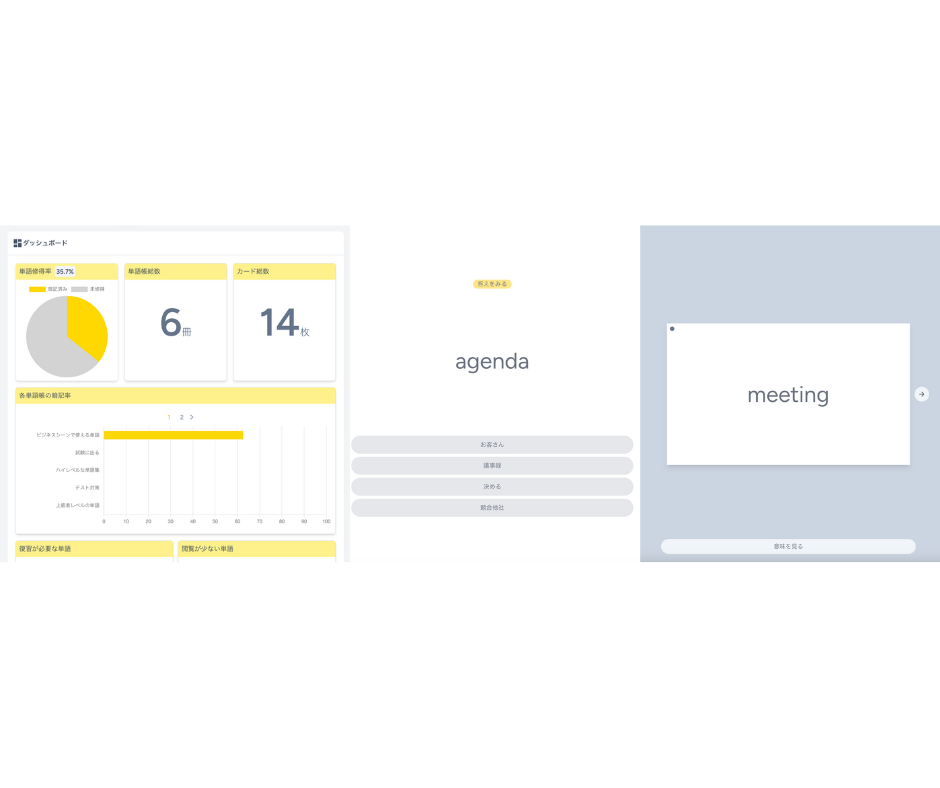 ダッシュボード
単語修得率 35.7%
暗記済み 未修得
単語帳総数
6冊
カード総数
14枚
各単語帳の暗記率
1 2 >
ビジネスシーンで使える単語
試験に出る
ハイレベルな単語集
テスト対策
上級者レベルの単語
0 10 20 30 40 50 60 70 80 90 100
復習が必要な単語
閲覧が少ない単語
答えをみる
agenda
お客さん
議事録
決める
競合他社
meeting
意味を見る